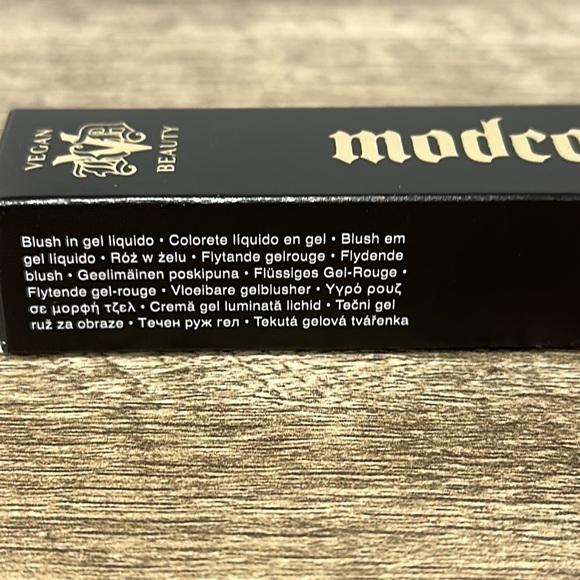 VEGAN
KVD
BEAUTY
modco
Blush in gel liquido • Colorete líquido en gel • Blush em
gel líquido • Róż w żelu • Flytande gelrouge • Flydende
blush • Geelimäinen poskipuna • Flüssiges Gel-Rouge •
Flytende gel-rouge • Vloeibare gelblusher • Υγρό ρουζ
σε μορφή τζελ • Cremă gel luminată lichid • Tečni gel
ruž za obraze • Течен руж гел • Tekutá gelová tvářenka